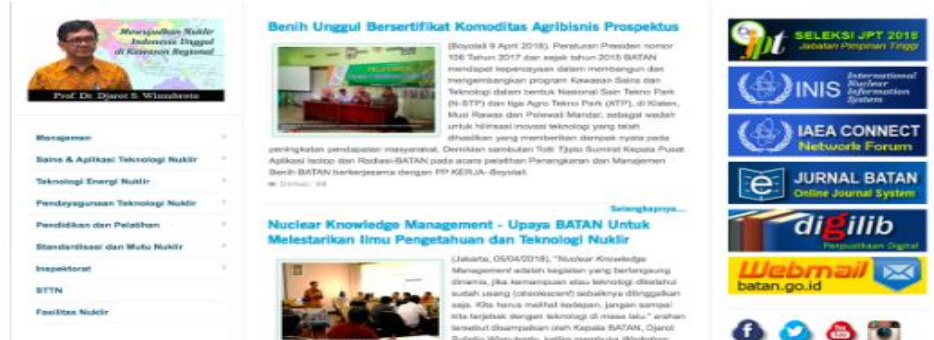 Mewujudkan Nuklir
Indonesia Unggul
di Kawasan Regional
Prof. Dr. Djarot S. Wisnubroto
Manajemen
Sains & Aplikasi Teknologi Nuklir
Teknologi Energi Nuklir
Pendayagunaan Teknologi Nuklir
Pendidikan dan Pelatihan
Standardisasi dan Mutu Nuklir
Inspektorat
STTN
Fasilitas Nuklir
Benih Unggul Bersertifikat Komoditas Agribisnis Prospektus
(Boyolali 9 April 2018). Peraturan Presiden nomor
106 Tahun 2017 dan sejak tahun 2015 BATAN
mendapat kepercayaan dalam membangun dan
mengembangkan program Kawasan Sains dan
Teknologi dalam bentuk Nasional Sain Tekno Park
(N-STP) dan tiga Agro Tekno Park (ATP), di Klaten,
Musi Rawas dan Polewali Mandar, sebagai wadah
untuk hilirisasi inovasi teknologi yang telah
dihasilkan yang memberikan dampak nyata pada
peningkatan pendapatan masyarakat. Demikian sambutan Totti Tjipto Sumirat Kepala Pusat
Aplikasi Isotop dan Radiasi-BATAN pada acara pelatihan Penangkaran dan Manajemen
Benih BATAN berkerjasama dengan PP KERJA-Boyolali.
Dilihat: 98
Selengkapnya...
Nuclear Knowledge Management - Upaya BATAN Untuk
Melestarikan Ilmu Pengetahuan dan Teknologi Nuklir
(Jakarta, 05/04/2018). "Nuclear Knowledge
Management adalah kegiatan yang berlangsung
dinamis, jika kemampuan atau teknologi diketahui
sudah usang (obsolescent) sebaiknya ditinggalkan
saja. Kita harus melihat kedepan, jangan sampai
kita terjebak dengan teknologi di masa lalu." arahan
tersebut disampaikan oleh Kepala BATAN, Djarot
jpt
SELEKSI JPT 2018
Jabatan Pimpinan Tinggi
INIS
International
Nuclear
Information
System
IAEA CONNECT
Network Forum
JURNAL BATAN
Online Journal System
digilib
Perpustkaan Digital
Webmail
batan.go.id